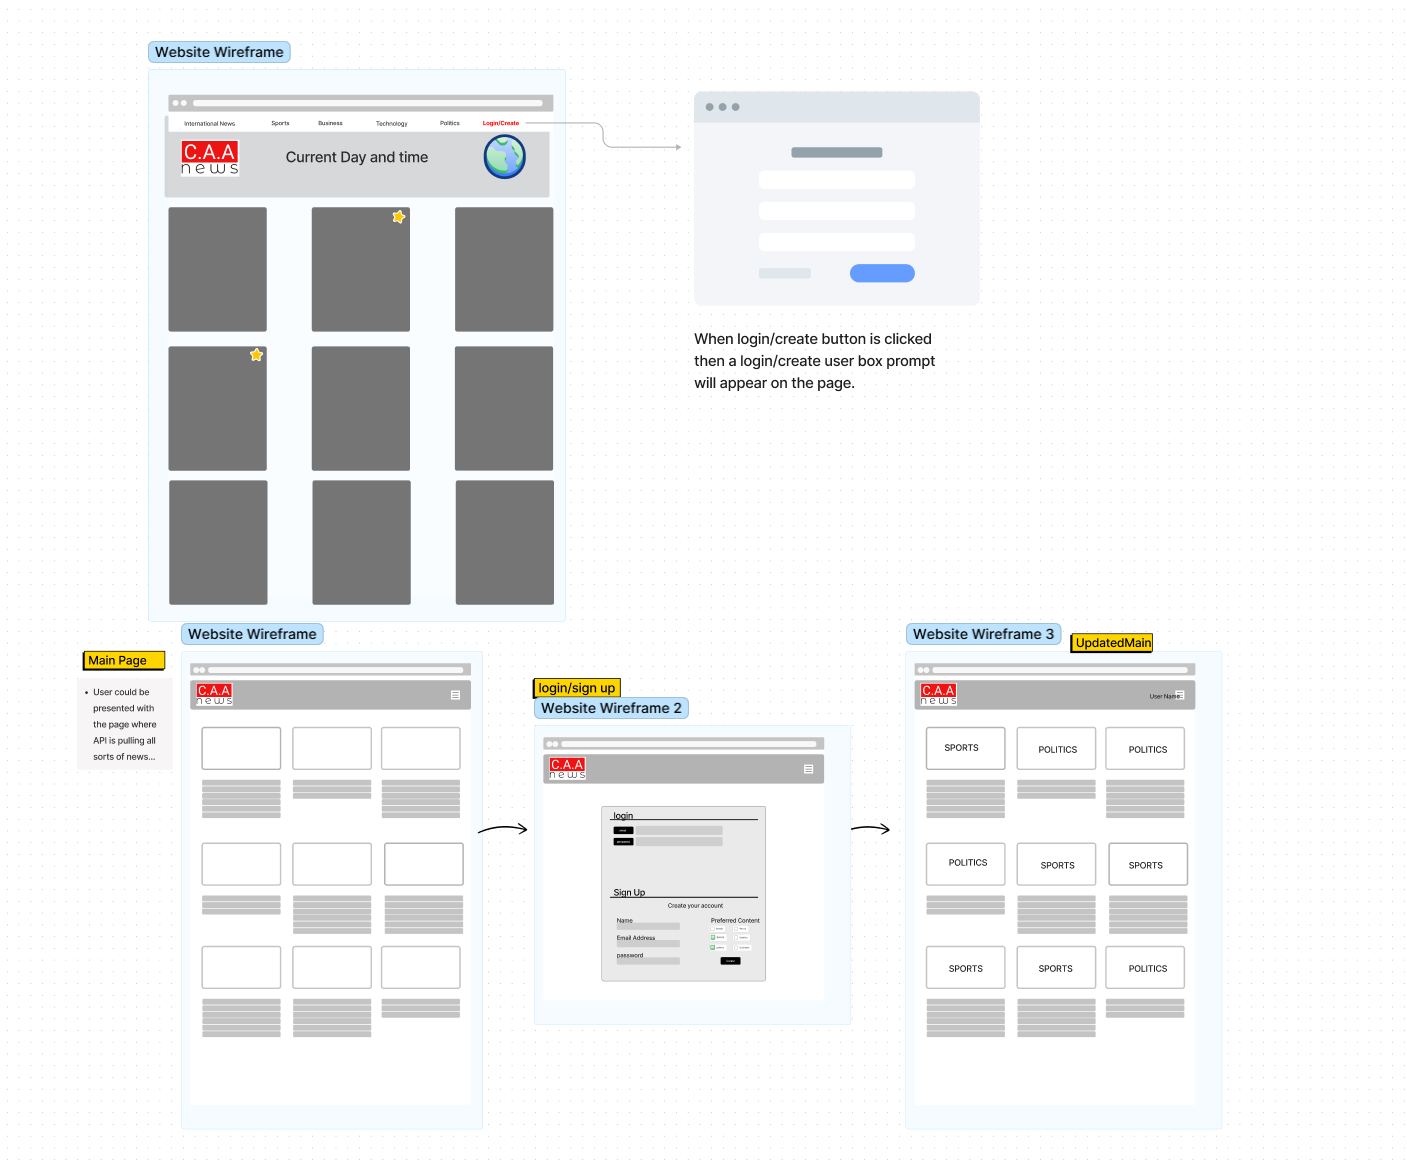 Website Wireframe
International News
Sports
Business
Technology
Politics
Login/Create
C.A.A
news
Current Day and time
When login/create button is clicked
then a login/create user box prompt
will appear on the page.
Website Wireframe
Main Page
• User could be
presented with
the page where
API is pulling all
sorts of news...
C.A.A
news
login/sign up
Website Wireframe 2
C.A.A
news
login
Sign Up
Create your account
Name
Preferred Content
Email Address
password
Website Wireframe 3
UpdatedMain
C.A.A
news
User Name
SPORTS
POLITICS
POLITICS
POLITICS
SPORTS
SPORTS
SPORTS
SPORTS
POLITICS